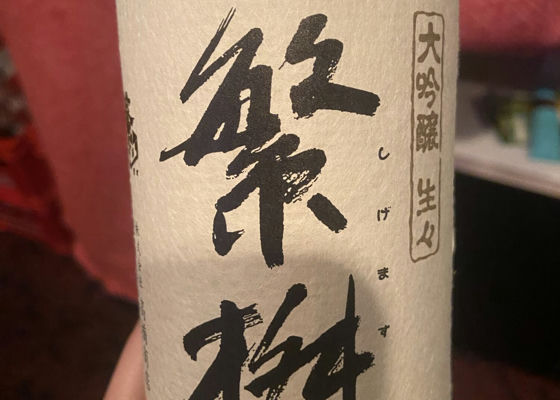 大吟醸 生々
しげます
繁桝